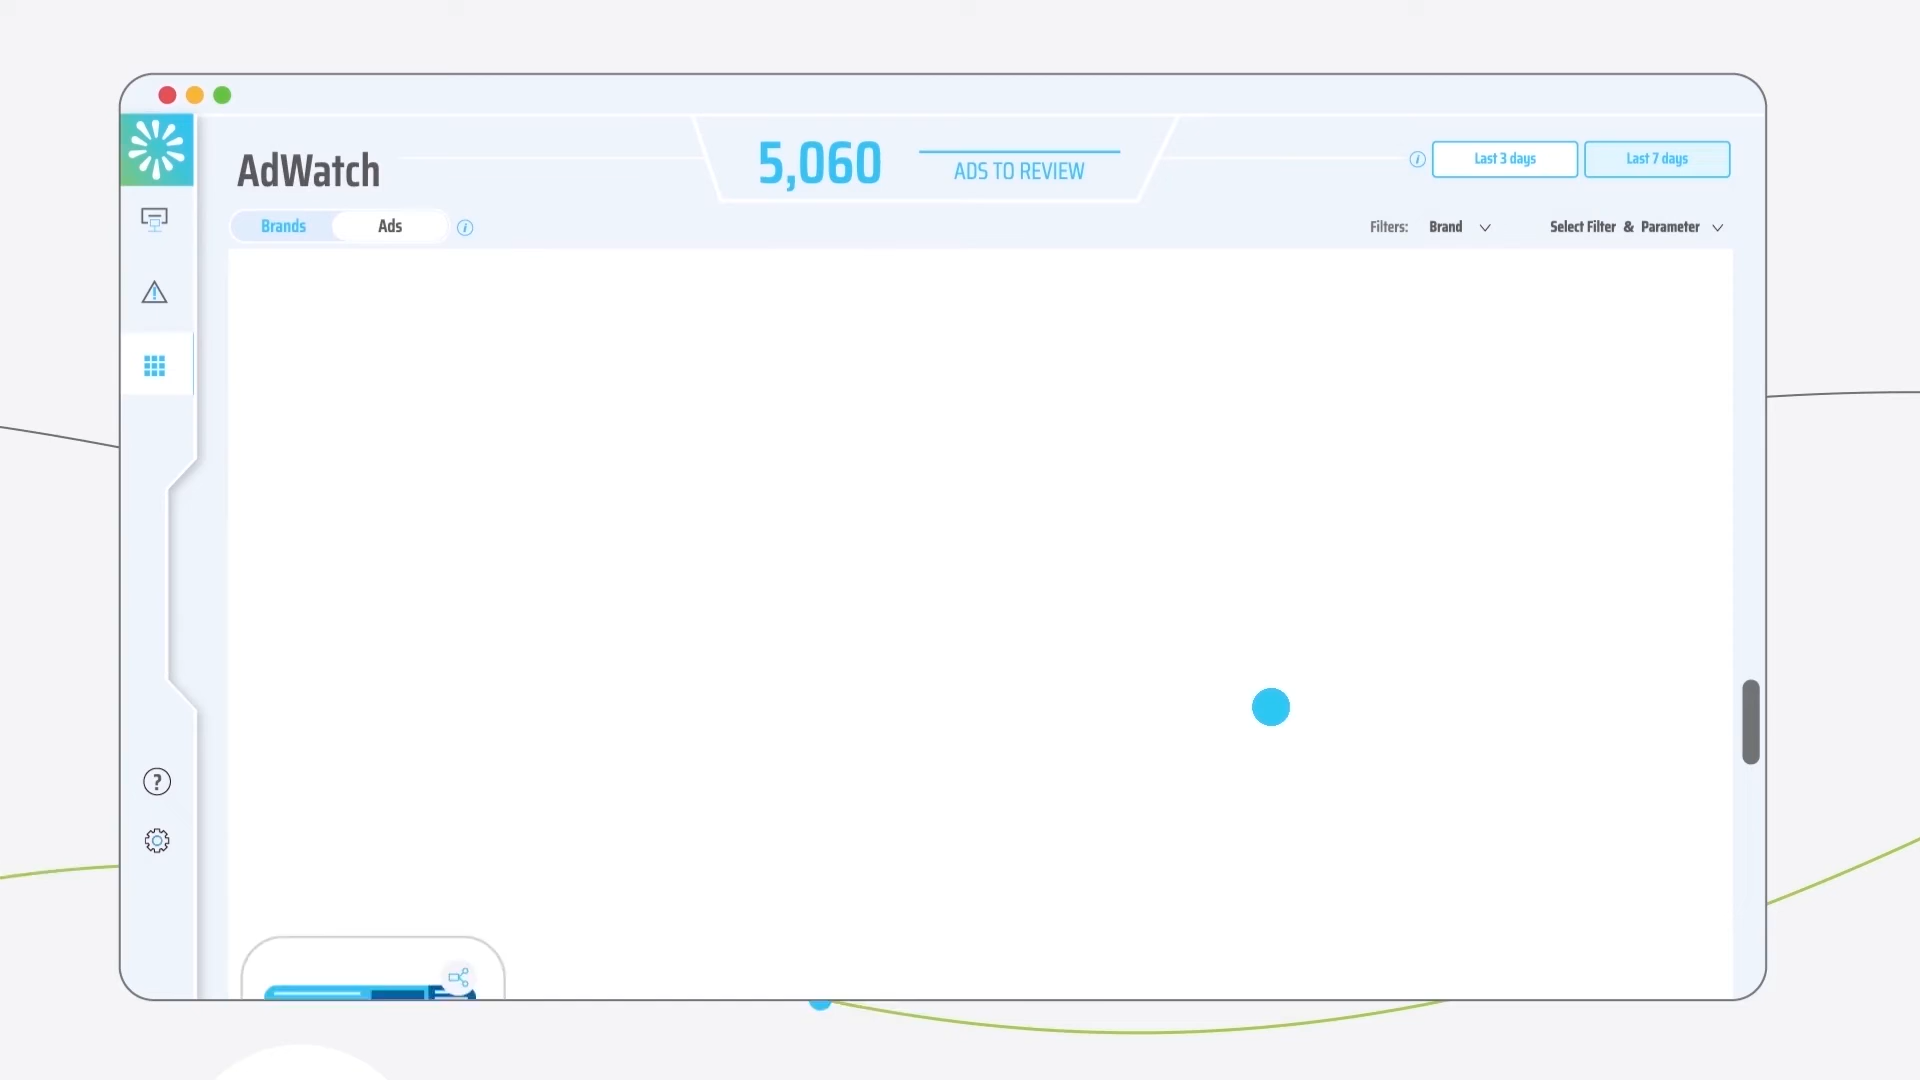 AdWatch
5,060
ADS TO REVIEW
Last 3 days
Last 7 days
Brands
Ads
Filters:
Brand
Select Filter & Parameter